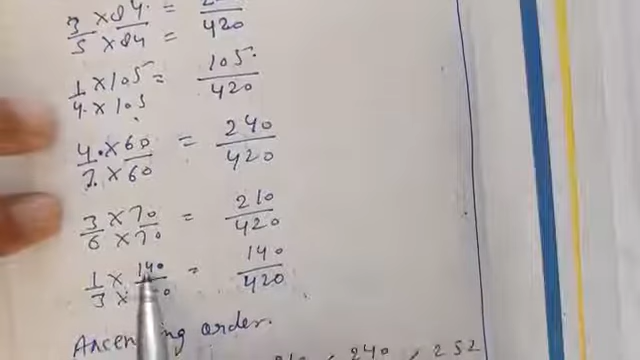 3/5 × 84/84 = /420
1/4 × 105/105 = 105/420
4/7 × 60/60 = 240/420
3/6 × 70/70 = 210/420
1/3 × 140/ = 140/420
Ascending order.
240, 252